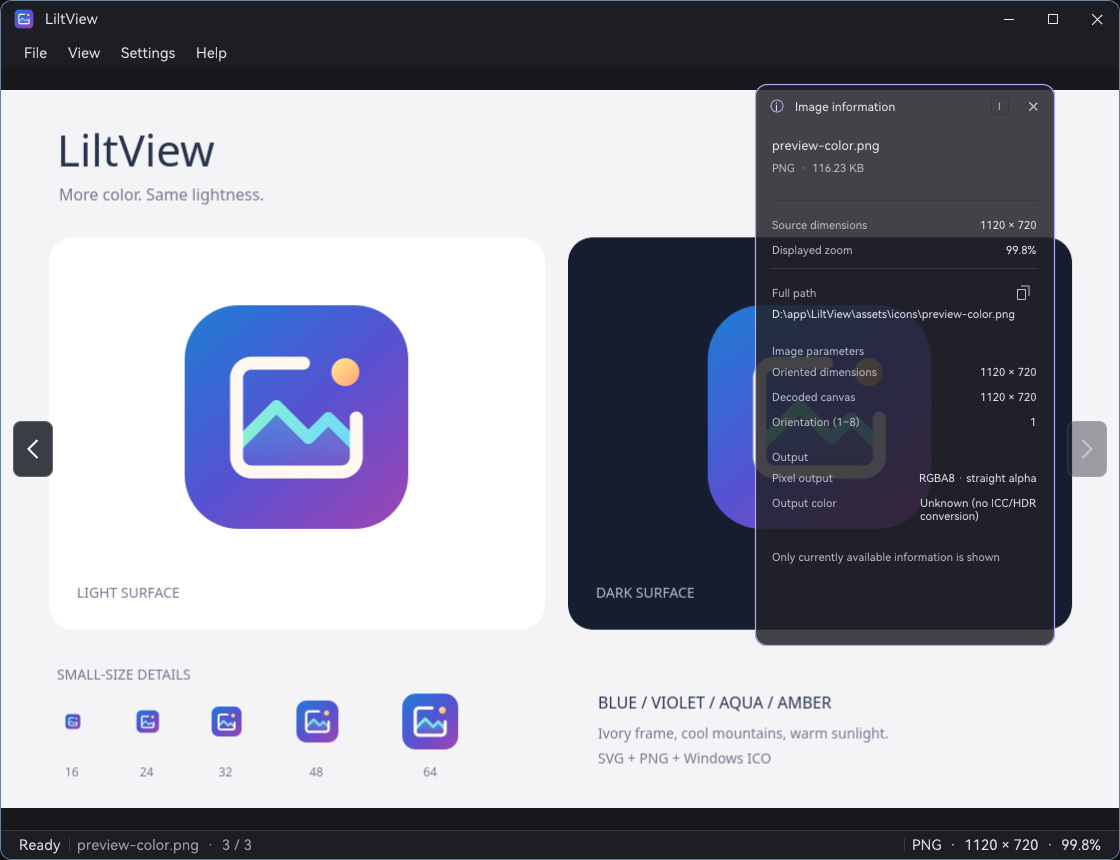 LiltView
File View Settings Help
LiltView
More color. Same lightness.
LIGHT SURFACE
DARK SURFACE
Image information I
preview-color.png
PNG · 116.23 KB
Source dimensions 1120 × 720
Displayed zoom 99.8%
Full path
D:\app\LiltView\assets\icons\preview-color.png
Image parameters
Oriented dimensions 1120 × 720
Decoded canvas 1120 × 720
Orientation (1–8) 1
Output
Pixel output RGBA8 · straight alpha
Output color Unknown (no ICC/HDR
conversion)
Only currently available information is shown
SMALL-SIZE DETAILS
16 24 32 48 64
BLUE / VIOLET / AQUA / AMBER
Ivory frame, cool mountains, warm sunlight.
SVG + PNG + Windows ICO
Ready preview-color.png · 3 / 3 PNG · 1120 × 720 · 99.8%